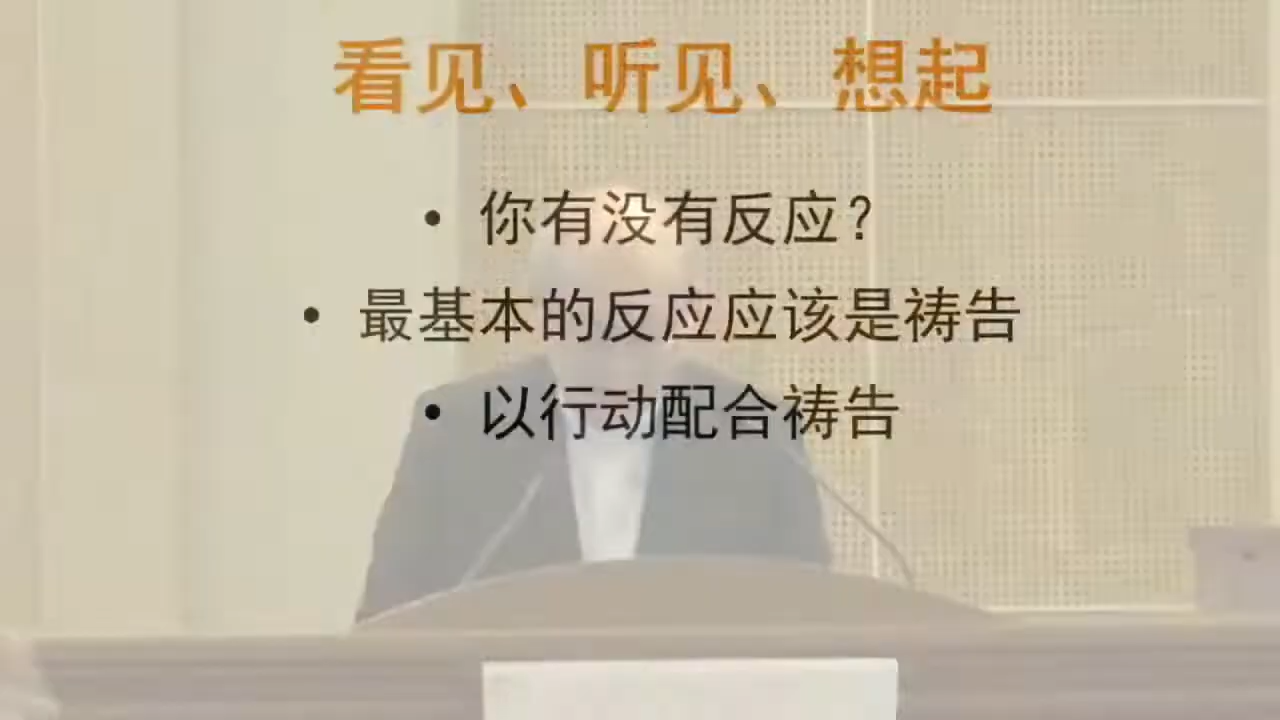 看见、听见、想起
• 你有没有反应？
• 最基本的反应应该是祷告
• 以行动配合祷告